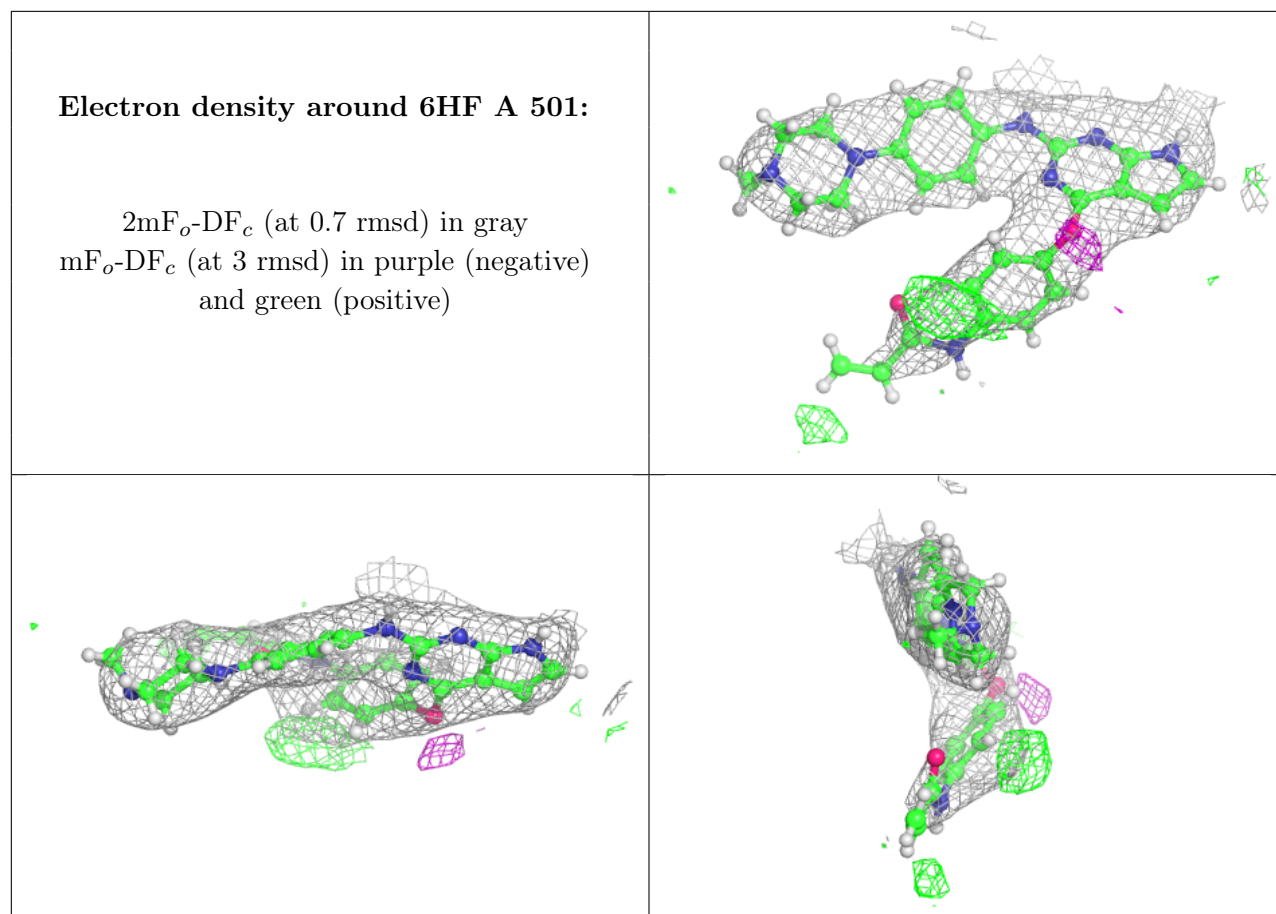 Electron density around 6HF A 501:
2mFₒ-DF𝒸 (at 0.7 rmsd) in gray
mFₒ-DF𝒸 (at 3 rmsd) in purple (negative)
and green (positive)